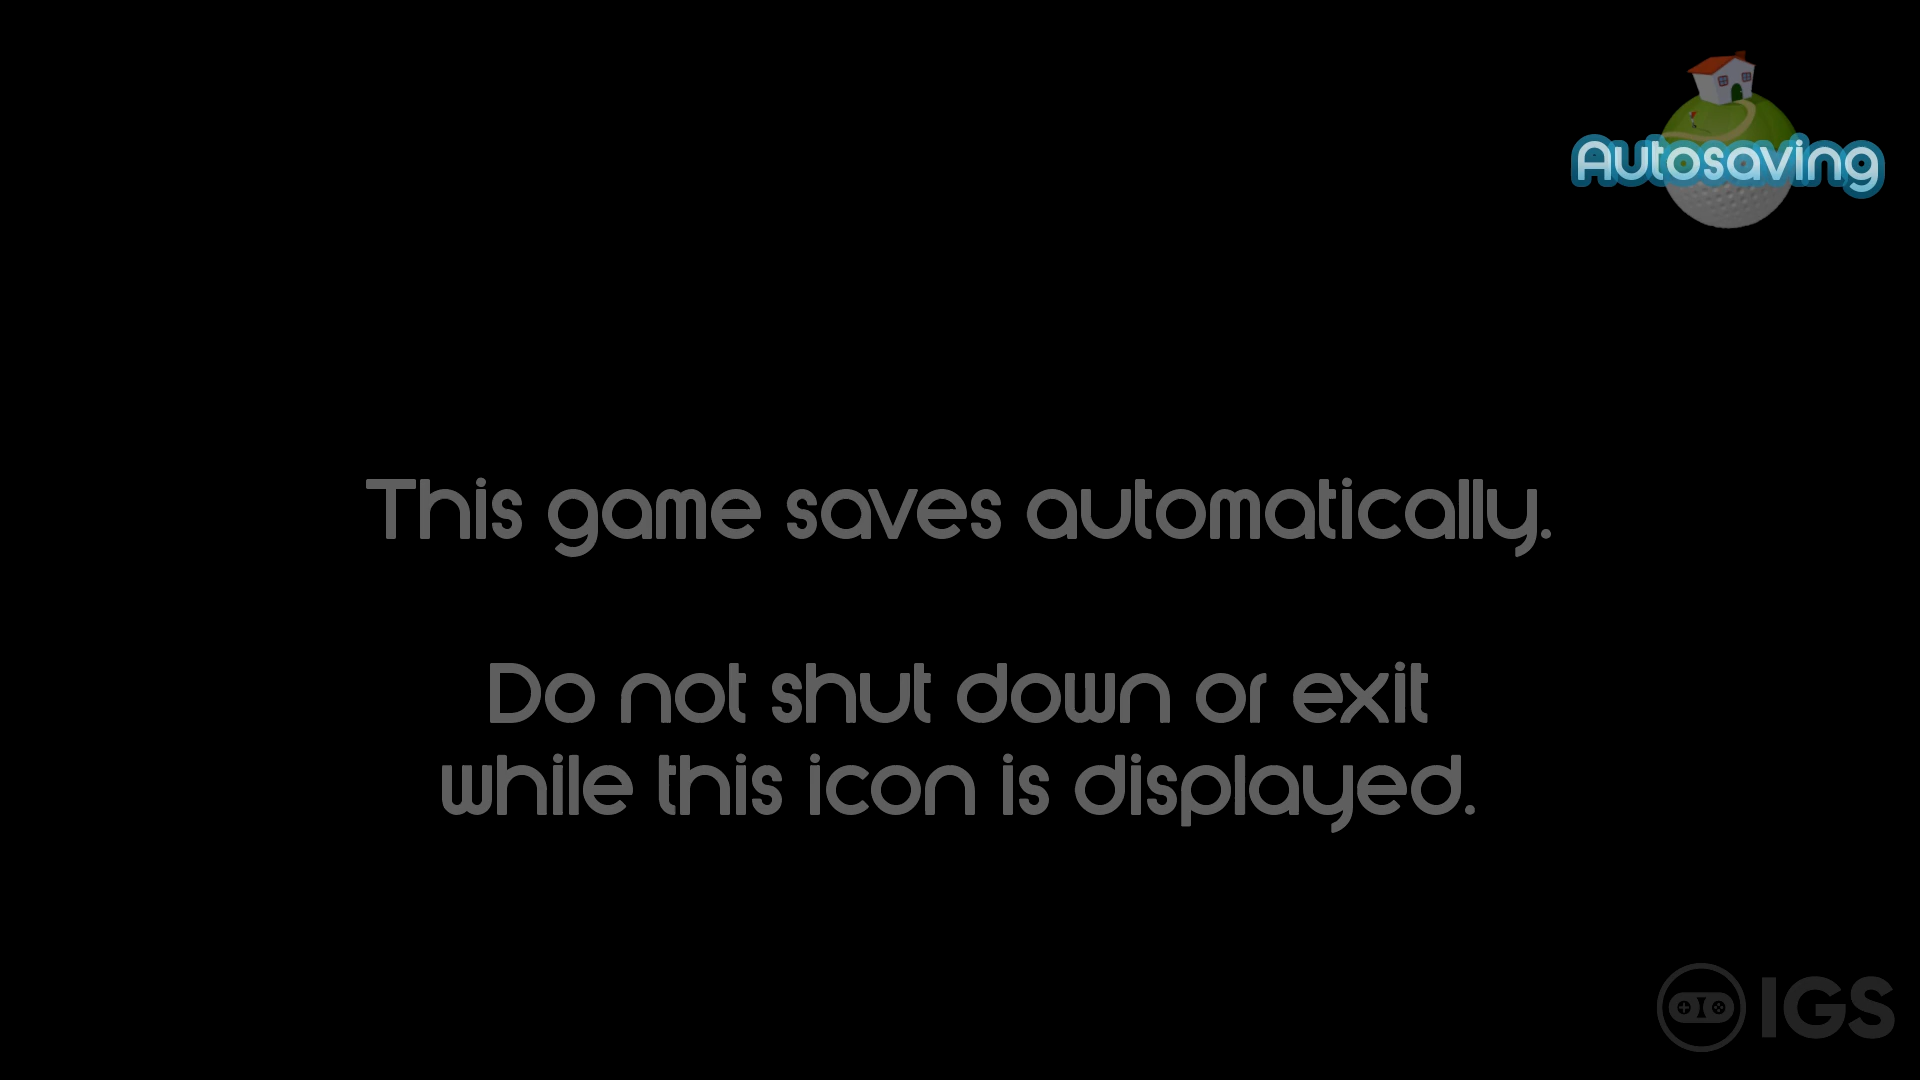 Autosaving
This game saves automatically.
Do not shut down or exit
while this icon is displayed.
IGS